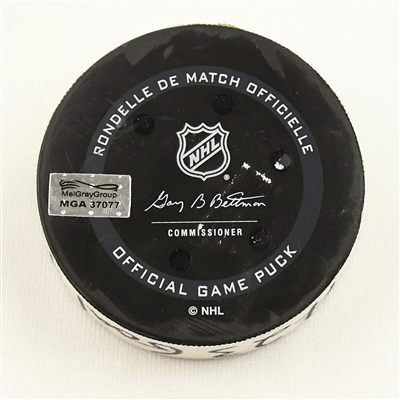 RONDELLE DE MATCH OFFICIELLE
NHL
®
MeiGrayGroup
MGA 37077
Gary B Bettman
COMMISSIONER
OFFICIAL GAME PUCK
© NHL